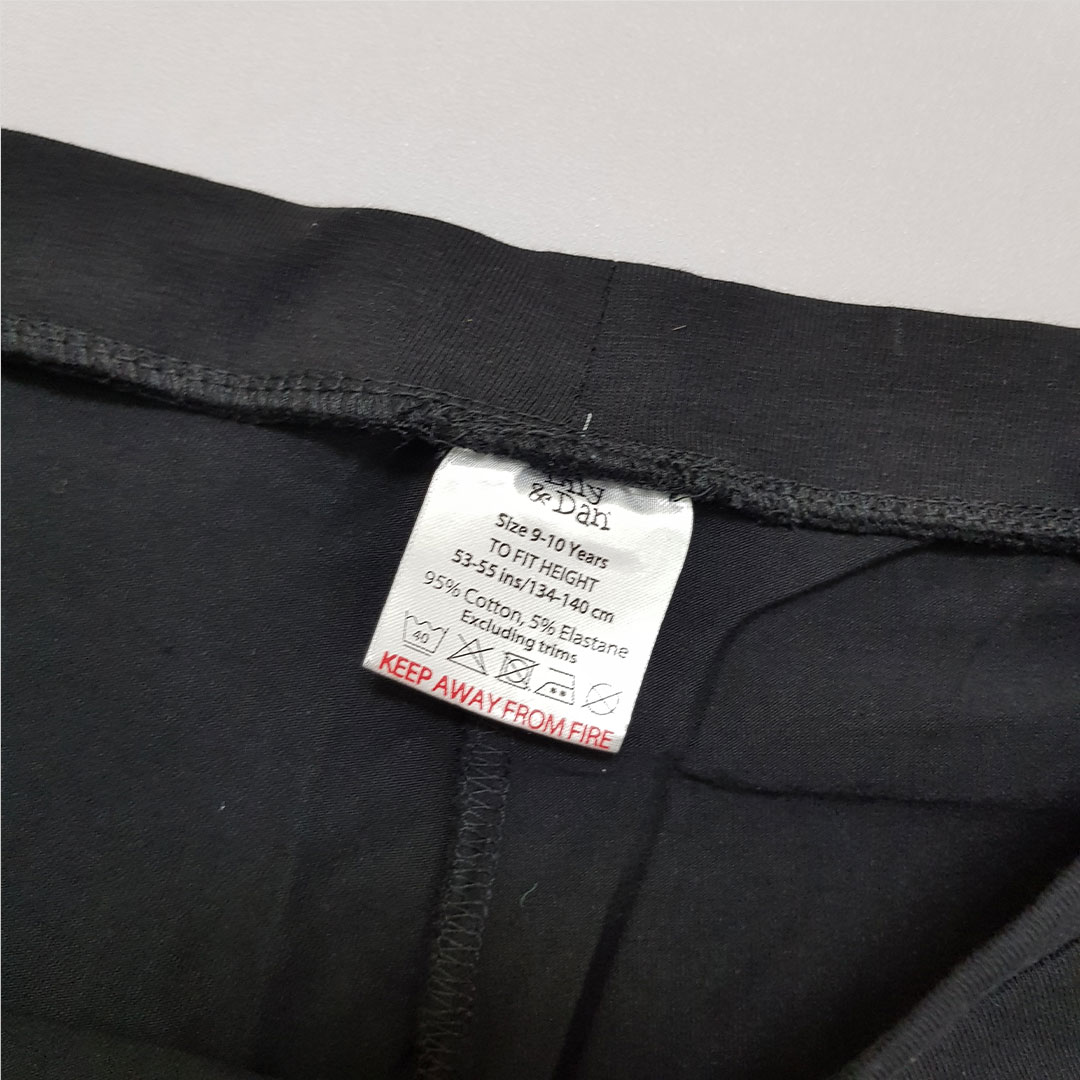 Lily
& Dan
Size 9-10 Years
TO FIT HEIGHT
53-55 ins/134-140 cm
95% Cotton, 5% Elastane
Excluding trims
40
KEEP AWAY FROM FIRE